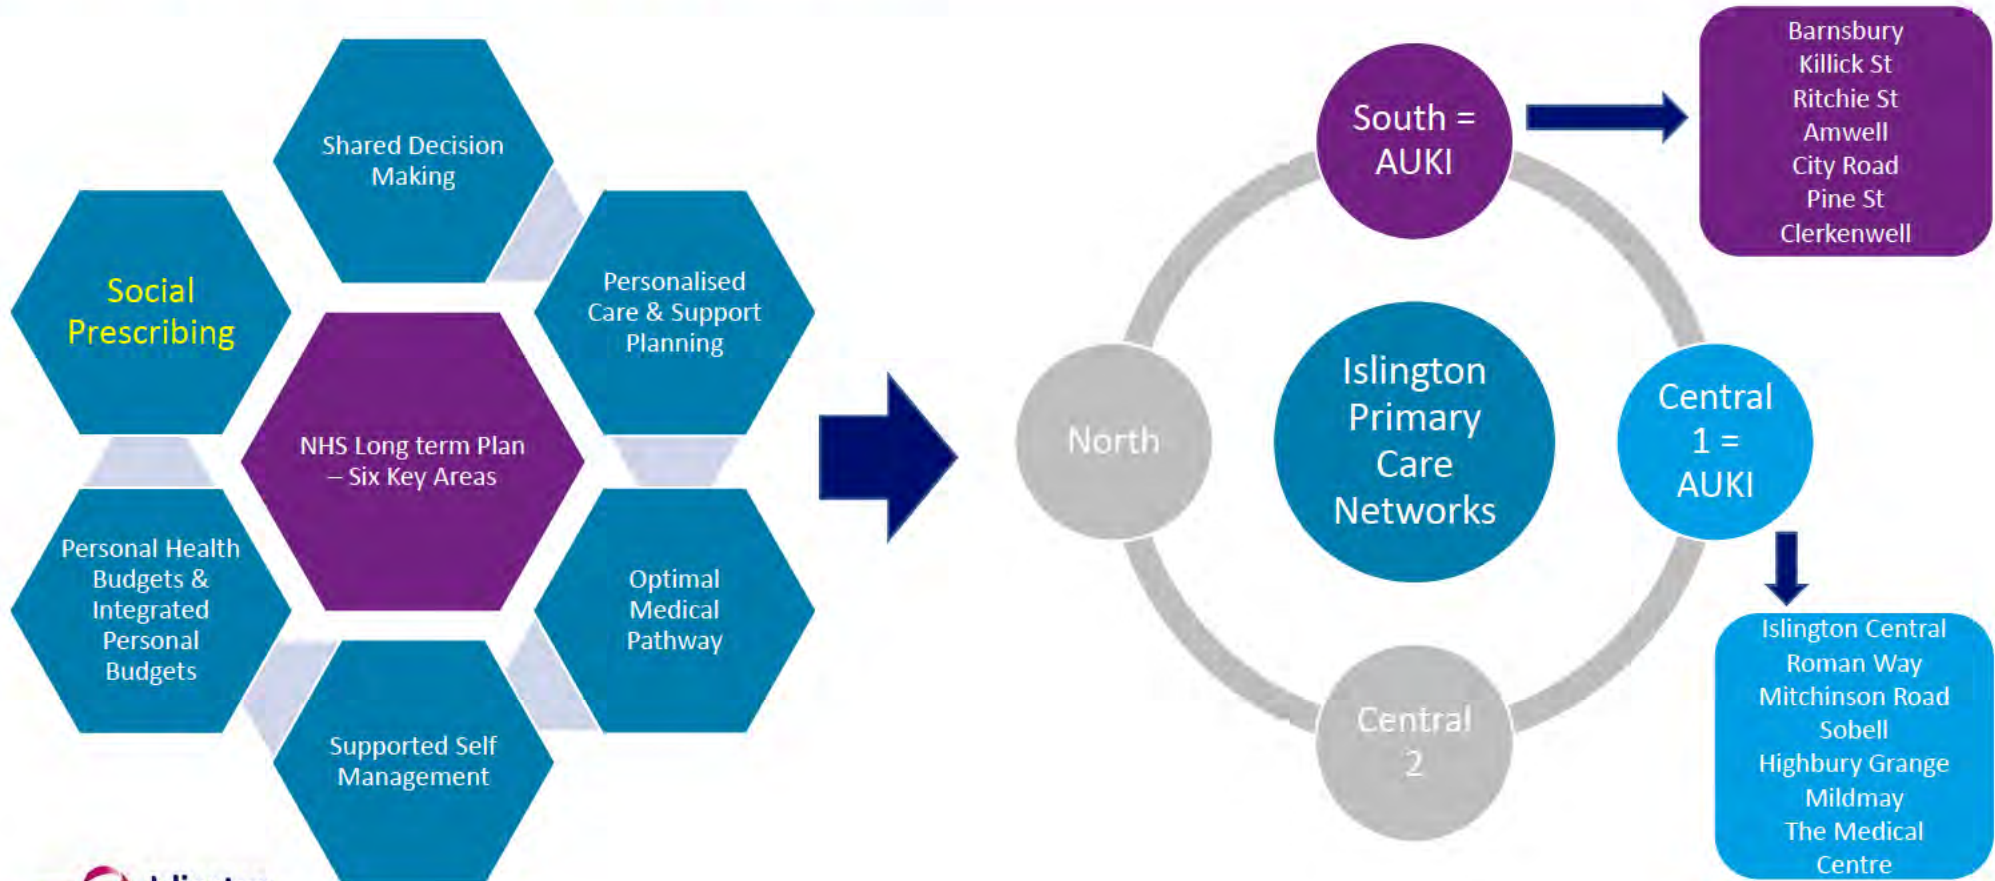 Shared Decision
Making
Social
Prescribing
Personalised
Care & Support
Planning
NHS Long term Plan
– Six Key Areas
Personal Health
Budgets &
Integrated
Personal
Budgets
Optimal
Medical
Pathway
Supported Self
Management
South =
AUKI
Barnsbury
Killick St
Ritchie St
Amwell
City Road
Pine St
Clerkenwell
North
Islington
Primary
Care
Networks
Central
1 =
AUKI
Central
2
Islington Central
Roman Way
Mitchinson Road
Sobell
Highbury Grange
Mildmay
The Medical
Centre